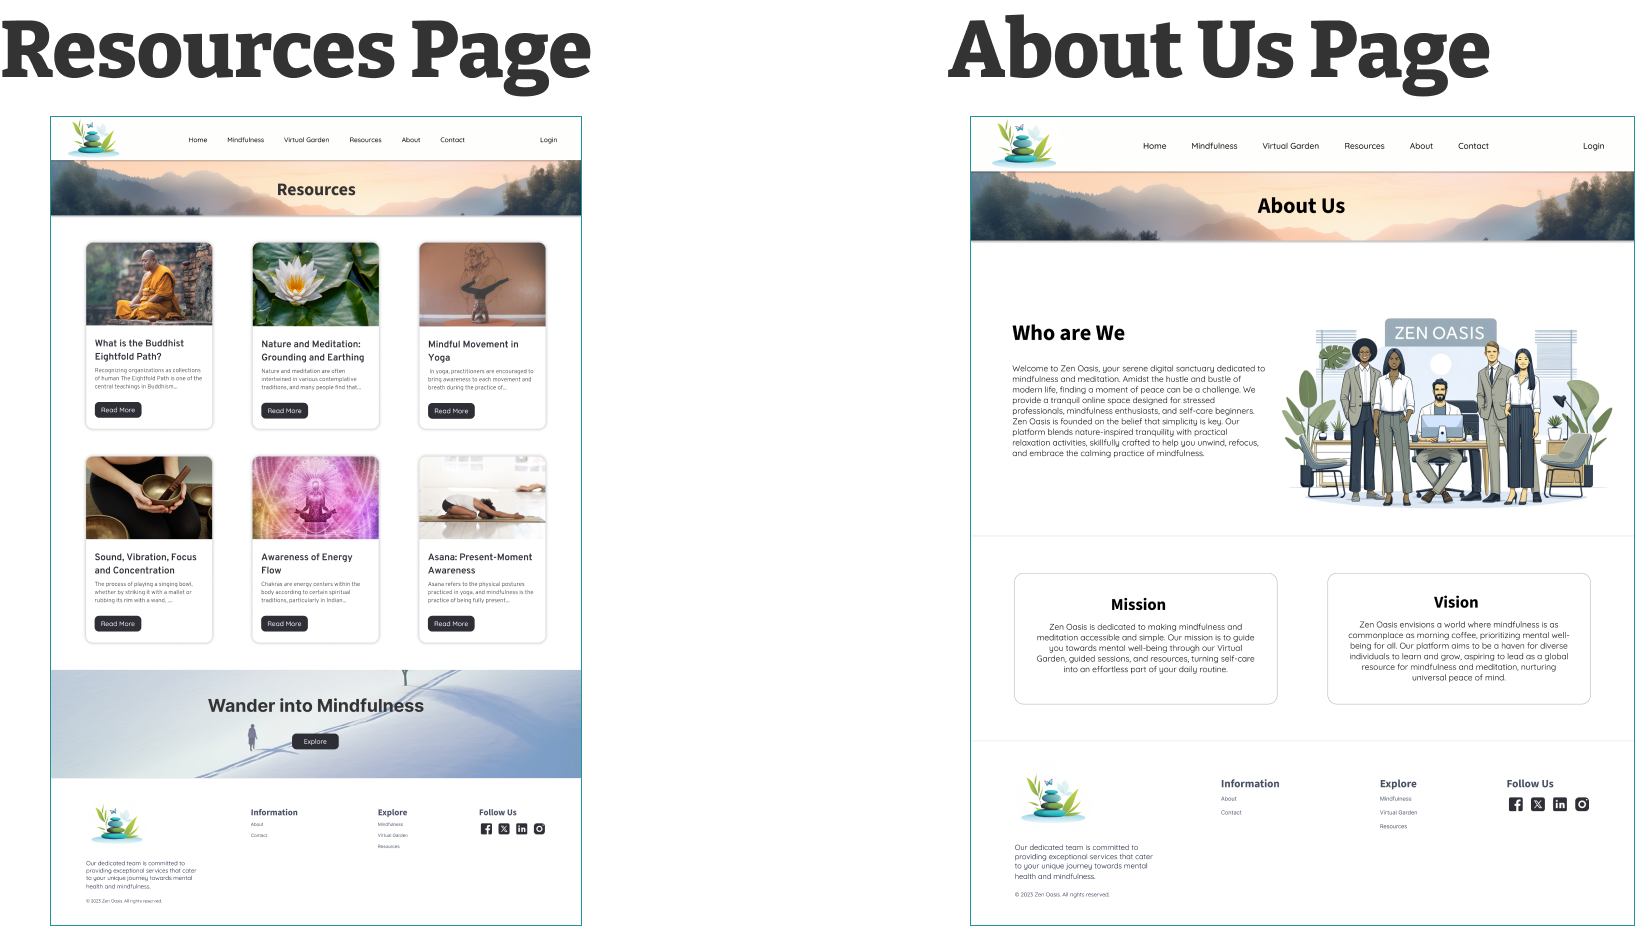 Resources Page
Home Mindfulness Virtual Garden Resources About Contact Login
Resources
What is the Buddhist
Eightfold Path?
Recognizing organizations as collections
of human The Eightfold Path is one of the
central teachings in Buddhism...
Read More
Nature and Meditation:
Grounding and Earthing
Nature and meditation are often
intertwined in various contemplative
traditions, and many people find that...
Read More
Mindful Movement in
Yoga
In yoga, practitioners are encouraged to
bring awareness to each movement and
breath during the practice of...
Read More
Sound, Vibration, Focus
and Concentration
The process of playing a singing bowl,
whether by striking it with a mallet or
rubbing its rim with a wand, ...
Read More
Awareness of Energy
Flow
Chakras are energy centers within the
body according to certain spiritual
traditions, particularly in Indian...
Read More
Asana: Present-Moment
Awareness
Asana refers to the physical postures
practiced in yoga, and mindfulness is the
practice of being fully present...
Read More
Wander into Mindfulness
Explore
Our dedicated team is committed to
providing exceptional services that cater
to your unique journey towards mental
health and mindfulness.
© 2023 Zen Oasis. All rights reserved.
Information
About
Contact
Explore
Mindfulness
Virtual Garden
Resources
Follow Us
About Us Page
Home Mindfulness Virtual Garden Resources About Contact Login
About Us
Who are We
Welcome to Zen Oasis, your serene digital sanctuary dedicated to
mindfulness and meditation. Amidst the hustle and bustle of
modern life, finding a moment of peace can be a challenge. We
provide a tranquil online space designed for stressed
professionals, mindfulness enthusiasts, and self-care beginners.
Zen Oasis is founded on the belief that simplicity is key. Our
platform blends nature-inspired tranquility with practical
relaxation activities, skillfully crafted to help you unwind, refocus,
and embrace the calming practice of mindfulness.
ZEN OASIS
Mission
Zen Oasis is dedicated to making mindfulness and
meditation accessible and simple. Our mission is to guide
you towards mental well-being through our Virtual
Garden, guided sessions, and resources, turning self-care
into an effortless part of your daily routine.
Vision
Zen Oasis envisions a world where mindfulness is as
commonplace as morning coffee, prioritizing mental well-
being for all. Our platform aims to be a haven for diverse
individuals to learn and grow, aspiring to lead as a global
resource for mindfulness and meditation, nurturing
universal peace of mind.
Our dedicated team is committed to
providing exceptional services that cater
to your unique journey towards mental
health and mindfulness.
© 2023 Zen Oasis. All rights reserved.
Information
About
Contact
Explore
Mindfulness
Virtual Garden
Resources
Follow Us